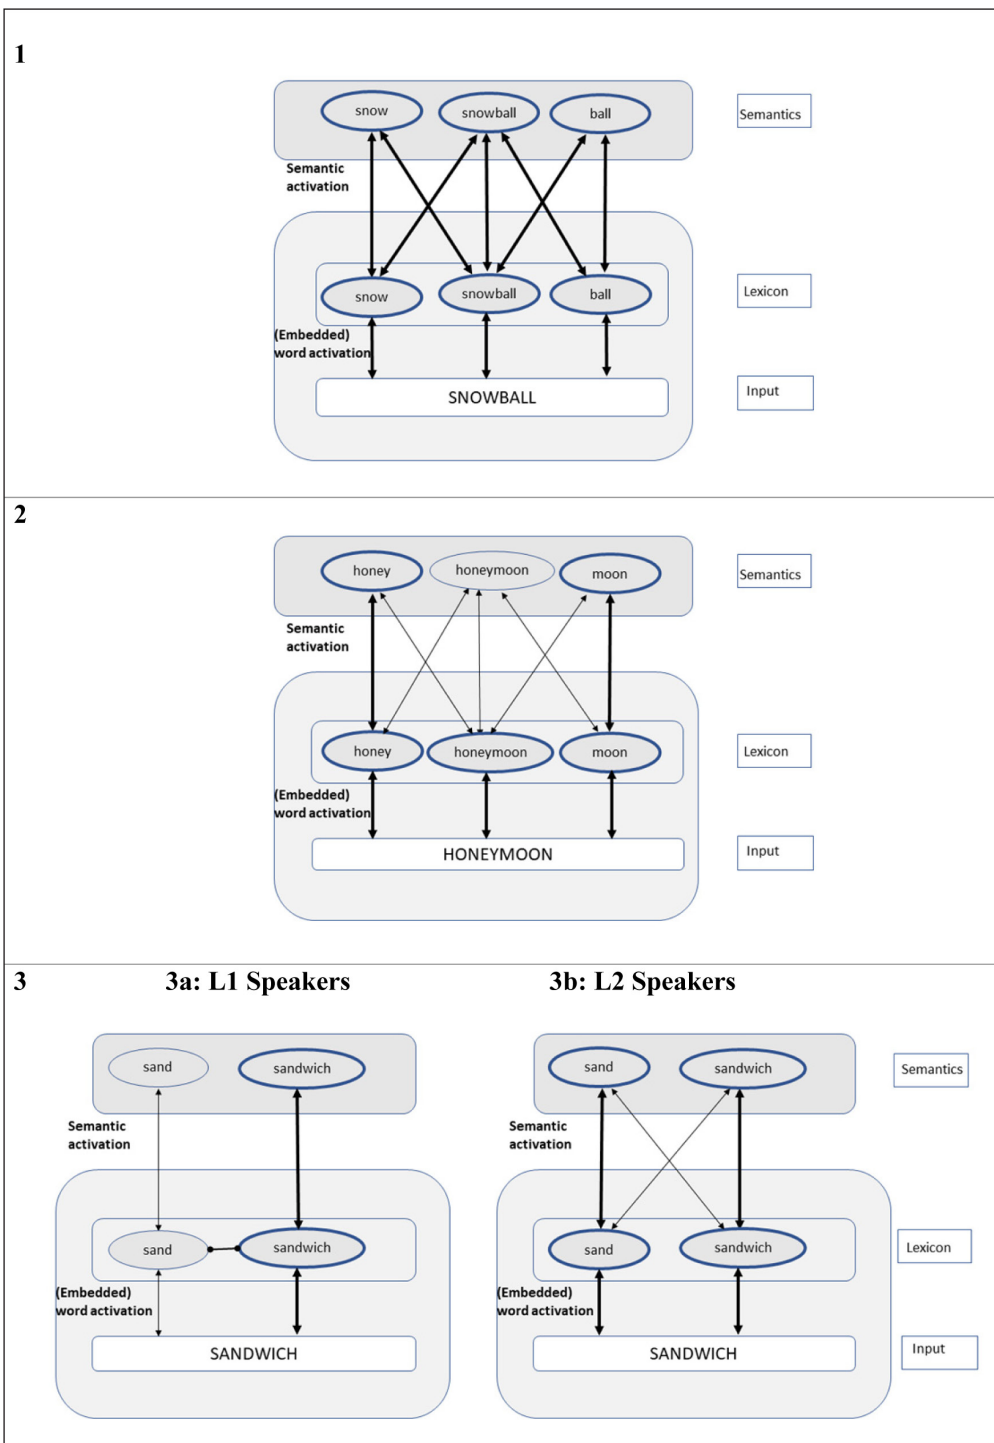 1
snow
snowball
ball
Semantics
Semantic
activation
snow
snowball
ball
Lexicon
(Embedded)
word activation
SNOWBALL
Input
2
honey
honeymoon
moon
Semantics
Semantic
activation
honey
honeymoon
moon
Lexicon
(Embedded)
word activation
HONEYMOON
Input
3
3a: L1 Speakers
3b: L2 Speakers
sand
sandwich
Semantic
activation
sand
sandwich
(Embedded)
word activation
SANDWICH
sand
sandwich
Semantics
Semantic
activation
sand
sandwich
Lexicon
(Embedded)
word activation
SANDWICH
Input